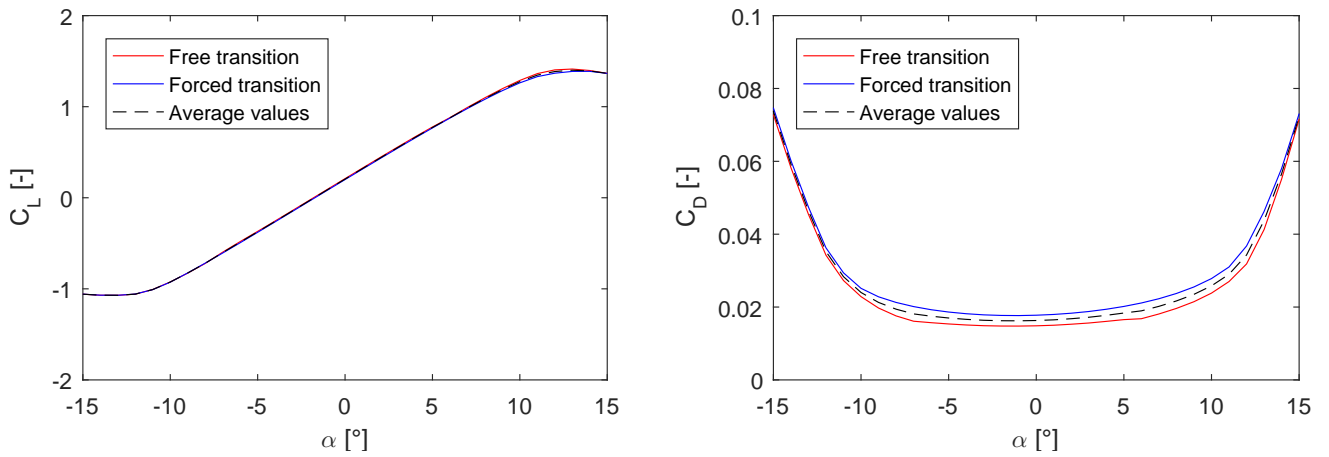 2
1
0
-1
-2
C_L [-]
Free transition
Forced transition
Average values
-15 -10 -5 0 5 10 15
α [°]
0.1
0.08
0.06
0.04
0.02
0
C_D [-]
Free transition
Forced transition
Average values
-15 -10 -5 0 5 10 15
α [°]